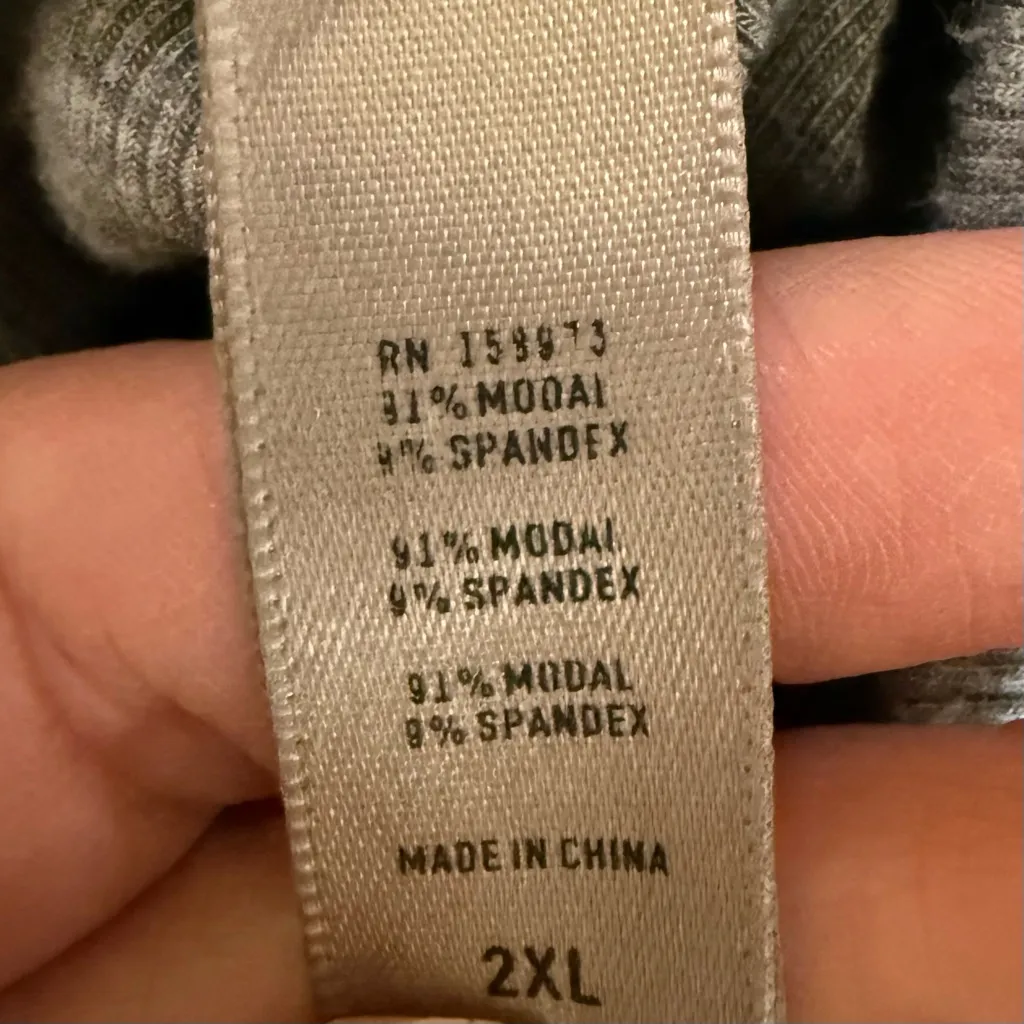 RN
91% MODAL
9% SPANDEX
91% MODAL
9% SPANDEX
91% MODAL
9% SPANDEX
MADE IN CHINA
2XL